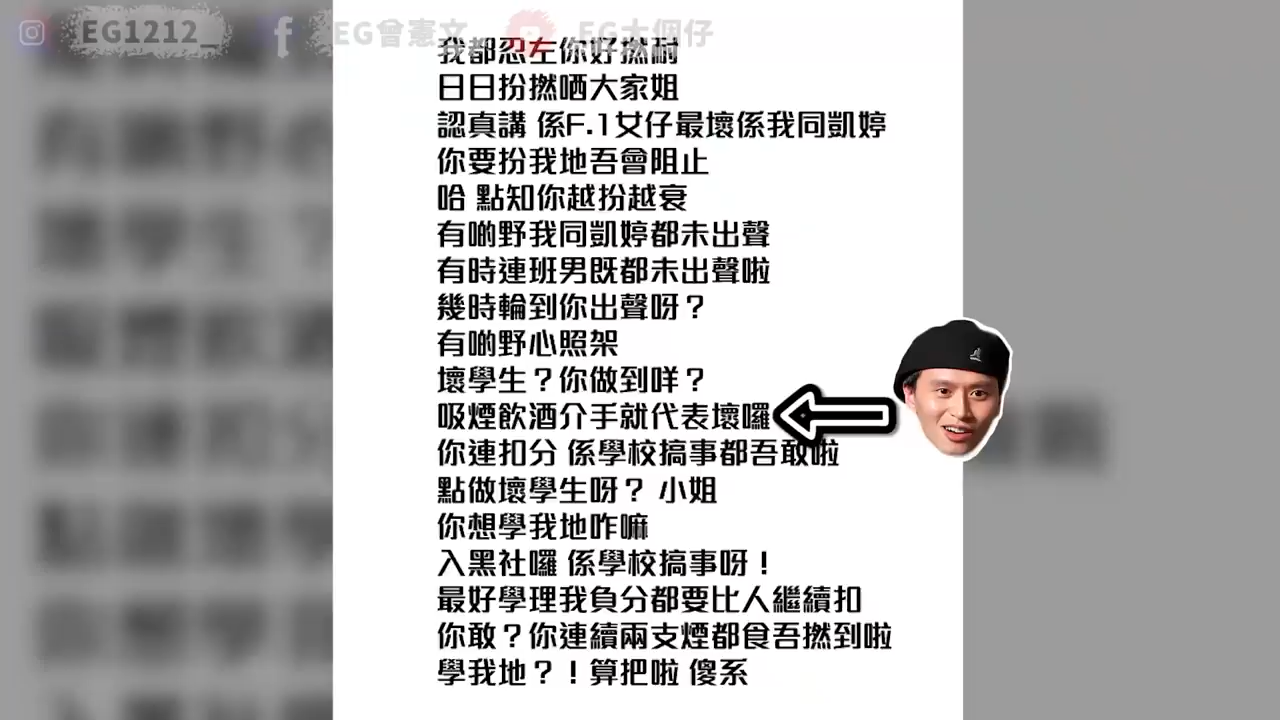 EG1212_ EG曾憲文 EG大個仔
我都忍左你好撚耐
日日扮撚哂大家姐
認真講 係F.1女仔最壞係我同凱婷
你要扮我地吾會阻止
哈 點知你越扮越衰
有啲野我同凱婷都未出聲
有時連班男既都未出聲啦
幾時輪到你出聲呀？
有啲野心照架
壞學生？你做到咩？
吸煙飲酒介手就代表壞囉
你連扣分 係學校搞事都吾敢啦
點做壞學生呀？ 小姐
你想學我地咋嘛
入黑社囉 係學校搞事呀！
最好學理我負分都要比人繼續扣
你敢？你連續兩支煙都食吾撚到啦
學我地？！算把啦 傻系